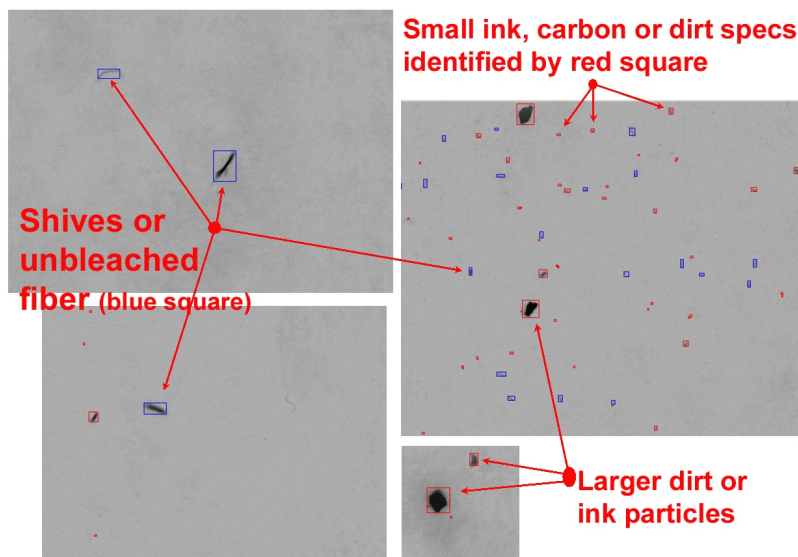 Small ink, carbon or dirt specs
identified by red square
Shives or
unbleached
fiber (blue square)
Larger dirt or
ink particles